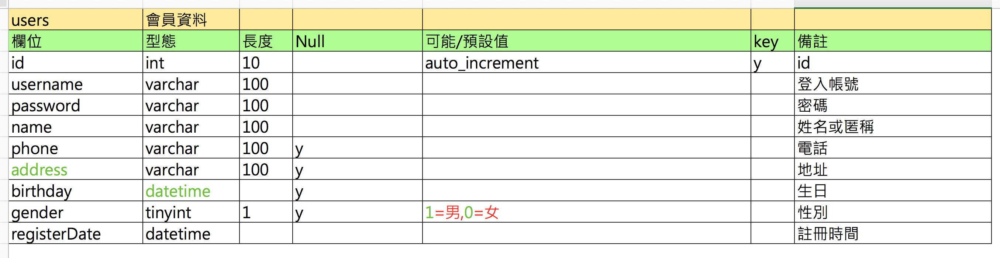 users 會員資料
欄位 型態 長度 Null 可能/預設值 key 備註
id int 10 auto_increment y id
username varchar 100 登入帳號
password varchar 100 密碼
name varchar 100 姓名或匿稱
phone varchar 100 y 電話
address varchar 100 y 地址
birthday datetime y 生日
gender tinyint 1 y 1=男,0=女 性別
registerDate datetime 註冊時間